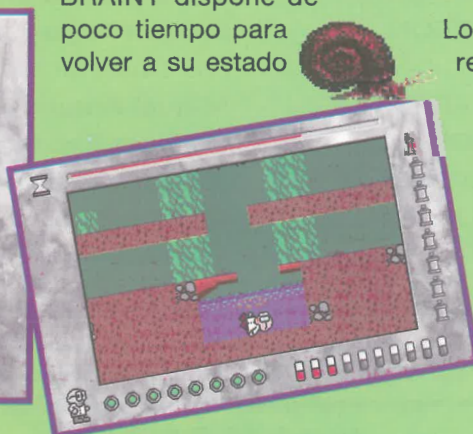 BRAINY dispone de
poco tiempo para
volver a su estado
Lo
re